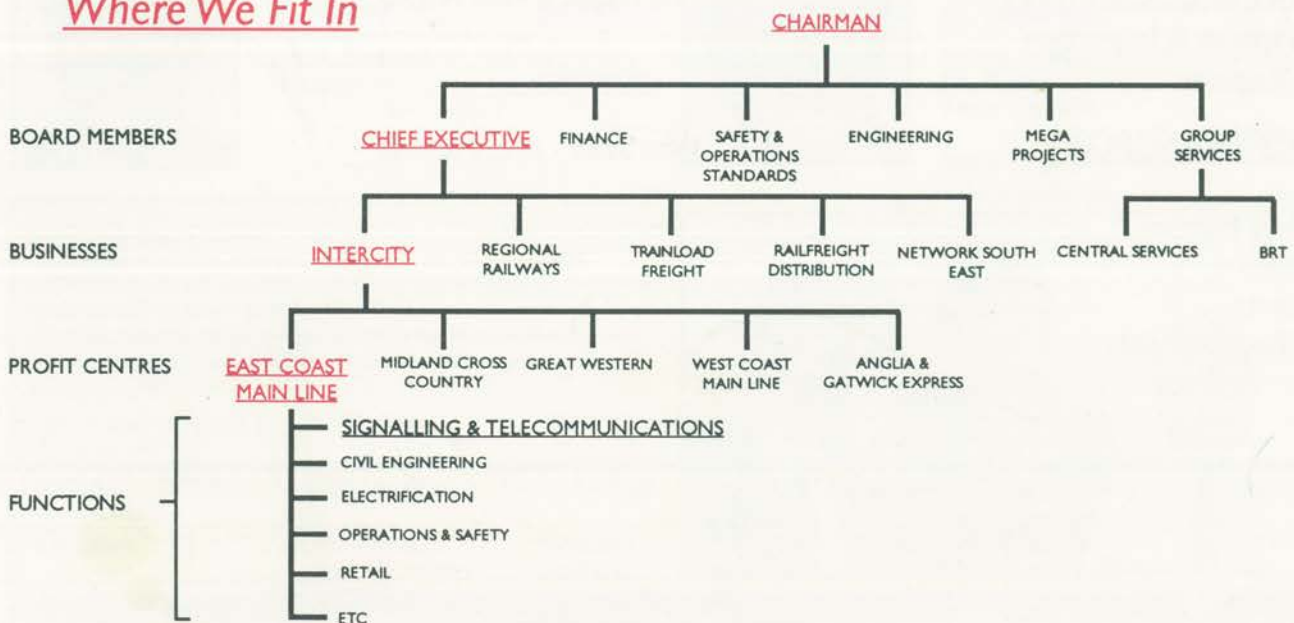 Where We Fit In
CHAIRMAN
BOARD MEMBERS
CHIEF EXECUTIVE
FINANCE
SAFETY &
OPERATIONS
STANDARDS
ENGINEERING
MEGA
PROJECTS
GROUP
SERVICES
BUSINESSES
INTERCITY
REGIONAL
RAILWAYS
TRAINLOAD
FREIGHT
RAILFREIGHT
DISTRIBUTION
NETWORK SOUTH
EAST
CENTRAL SERVICES
BRT
PROFIT CENTRES
EAST COAST
MAIN LINE
MIDLAND CROSS
COUNTRY
GREAT WESTERN
WEST COAST
MAIN LINE
ANGLIA &
GATWICK EXPRESS
FUNCTIONS
SIGNALLING & TELECOMMUNICATIONS
CIVIL ENGINEERING
ELECTRIFICATION
OPERATIONS & SAFETY
RETAIL
ETC